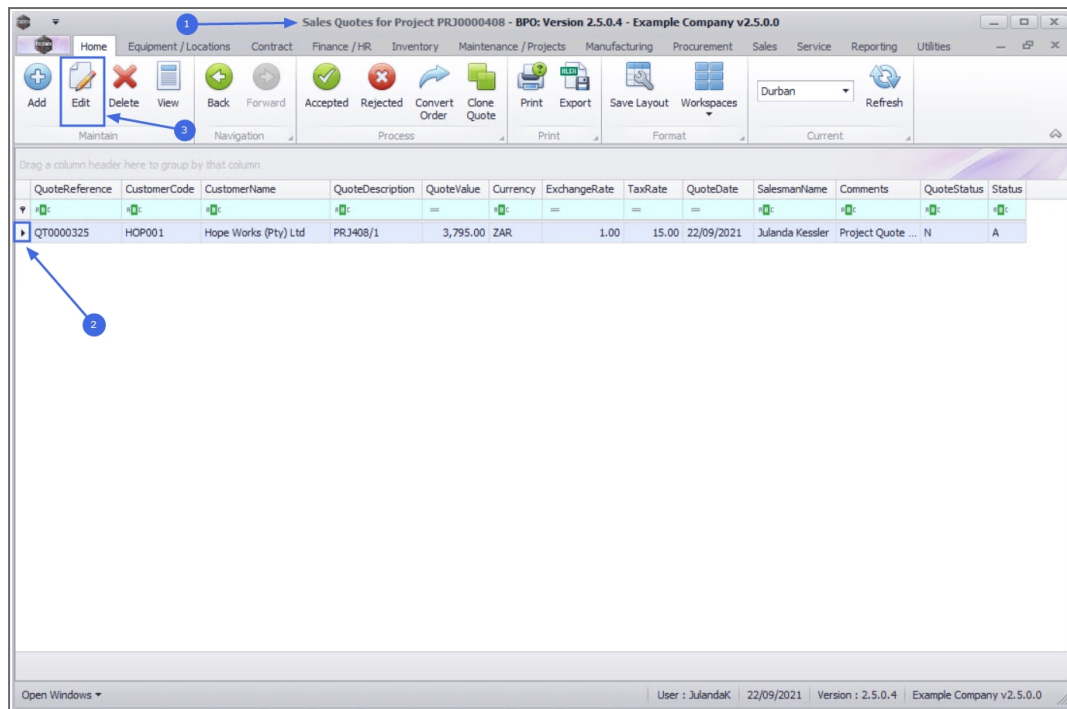 1
Sales Quotes for Project PRJ0000408 - BPO: Version 2.5.0.4 - Example Company v2.5.0.0
Home Equipment / Locations Contract Finance / HR Inventory Maintenance / Projects Manufacturing Procurement Sales Service Reporting Utilities
Add Edit Delete View Back Forward Accepted Rejected Convert Order Clone Quote Print Export Save Layout Workspaces Durban Refresh
Maintain 3 Navigation Process Print Format Current
Drag a column header here to group by that column
QuoteReference CustomerCode CustomerName QuoteDescription QuoteValue Currency ExchangeRate TaxRate QuoteDate SalesmanName Comments QuoteStatus Status
QT0000325 HOP001 Hope Works (Pty) Ltd PRJ408/1 3,795.00 ZAR 1.00 15.00 22/09/2021 Julanda Kessler Project Quote ... N A
2
Open Windows User : JulandaK 22/09/2021 Version : 2.5.0.4 Example Company v2.5.0.0